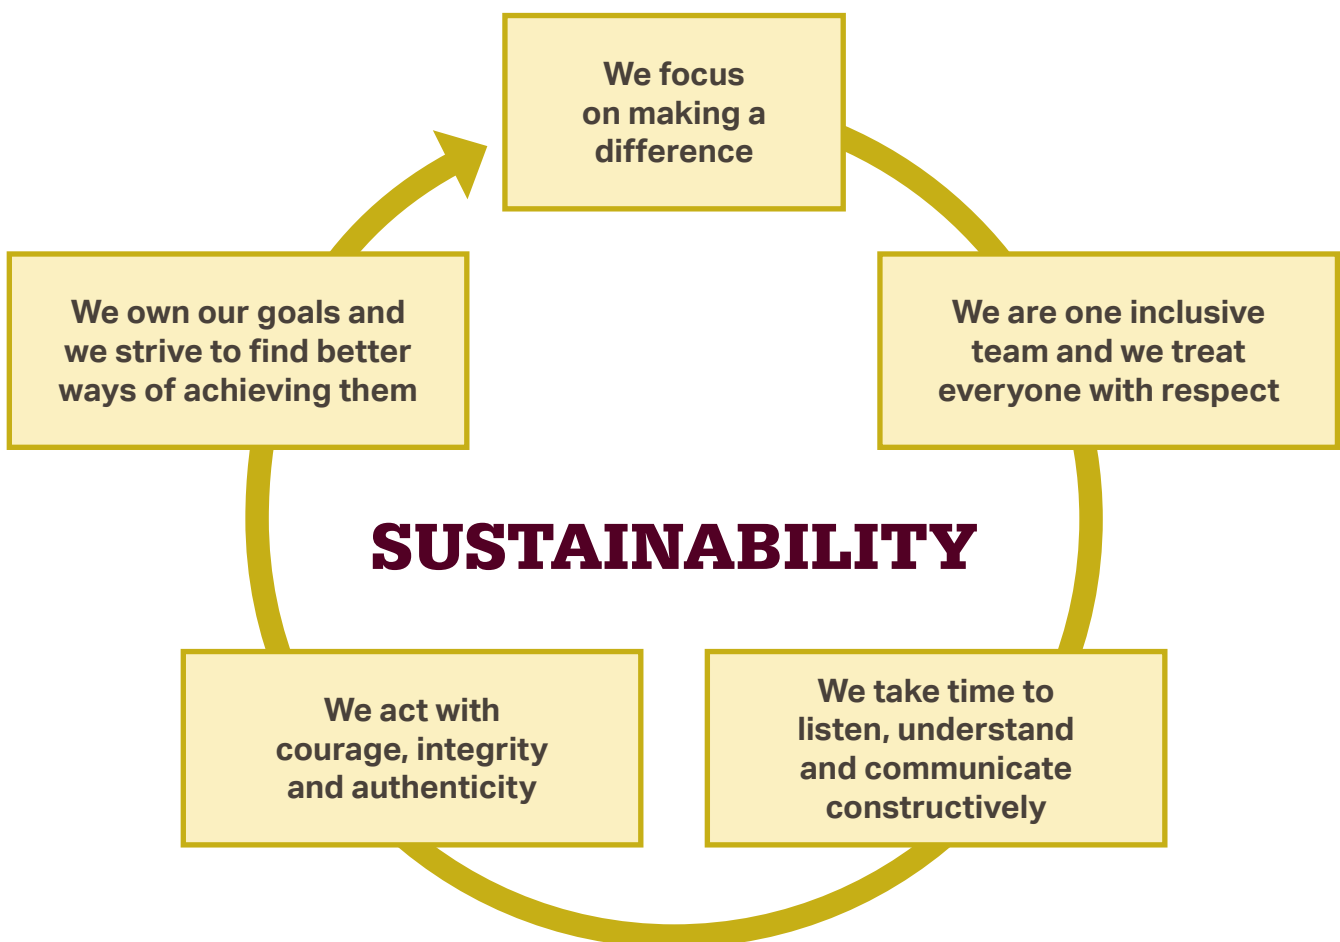 We focus
on making a
difference
We are one inclusive
team and we treat
everyone with respect
We take time to
listen, understand
and communicate
constructively
We act with
courage, integrity
and authenticity
We own our goals and
we strive to find better
ways of achieving them
SUSTAINABILITY